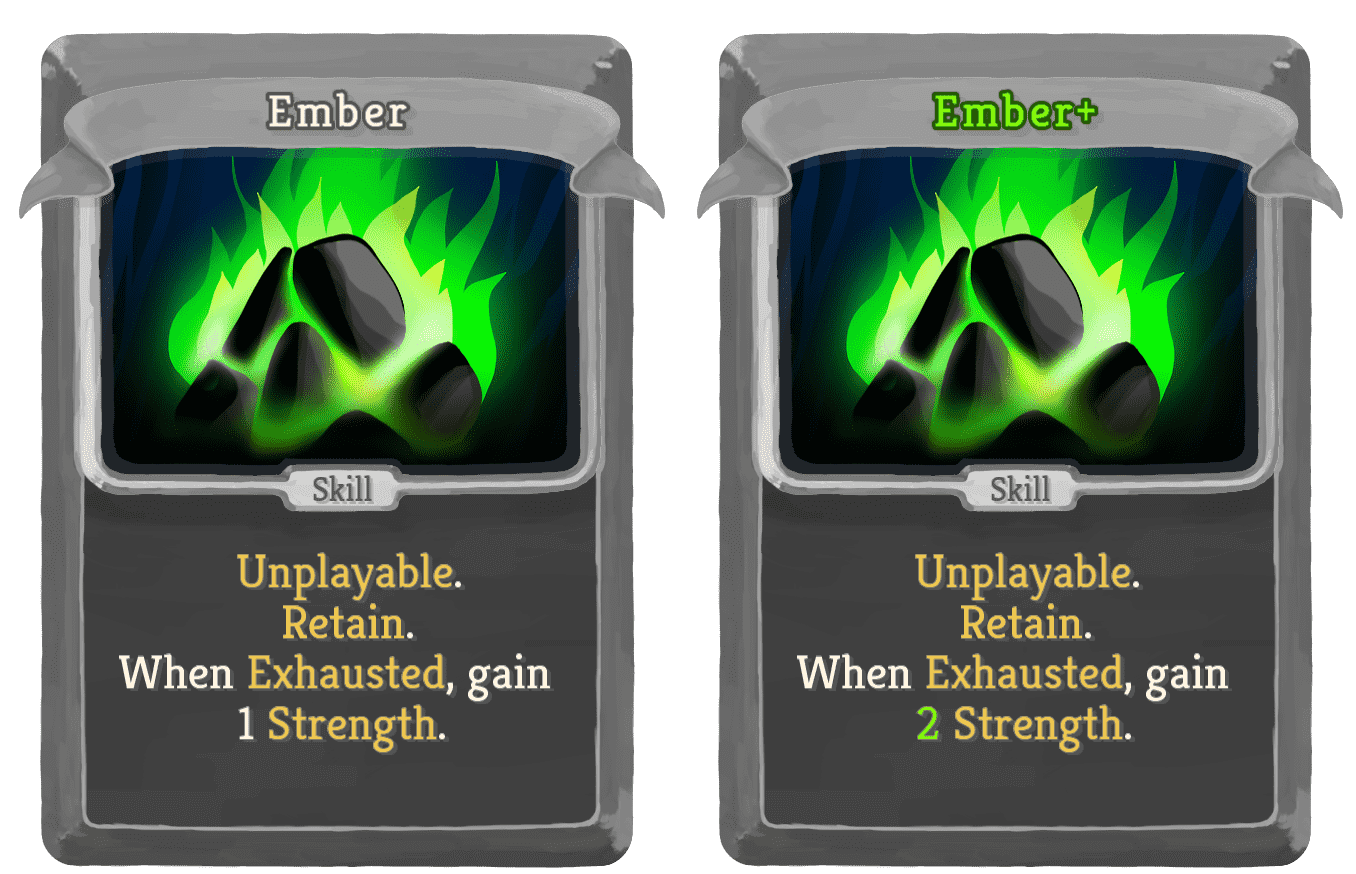 Ember
Skill
Unplayable.
Retain.
When Exhausted, gain
1 Strength.
Ember+
Skill
Unplayable.
Retain.
When Exhausted, gain
2 Strength.